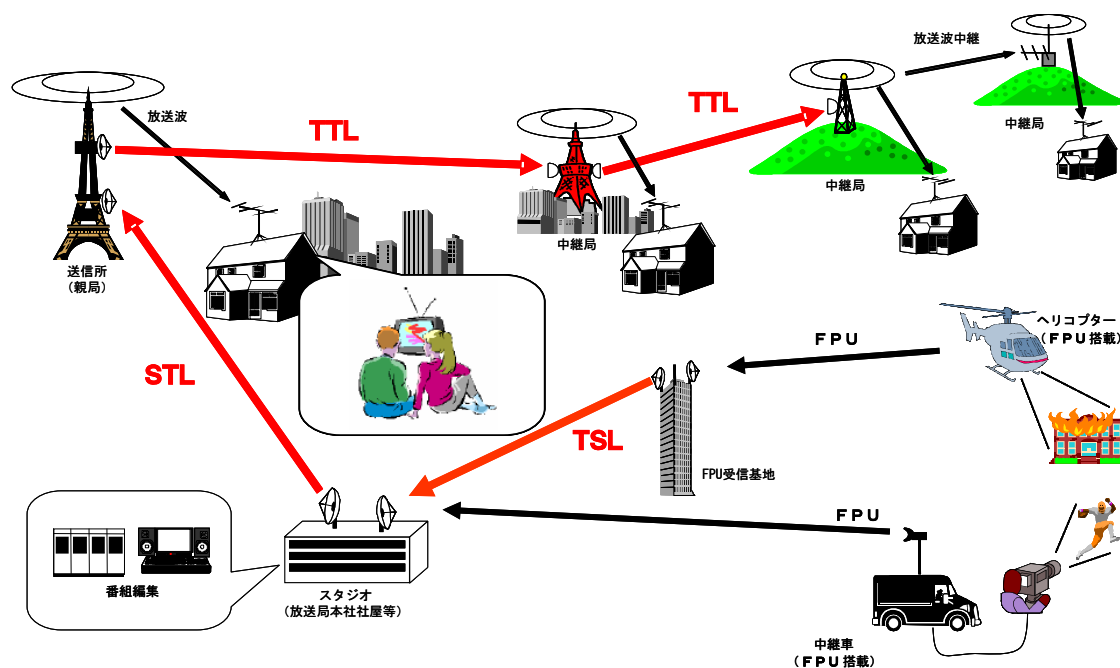 放送波中継
放送波
TTL
TTL
中継局
中継局
中継局
送信所
(親局)
ヘリコプター
(FPU搭載)
FPU
STL
TSL
FPU受信基地
FPU
番組編集
スタジオ
(放送局本社社屋等)
中継車
(FPU搭載)